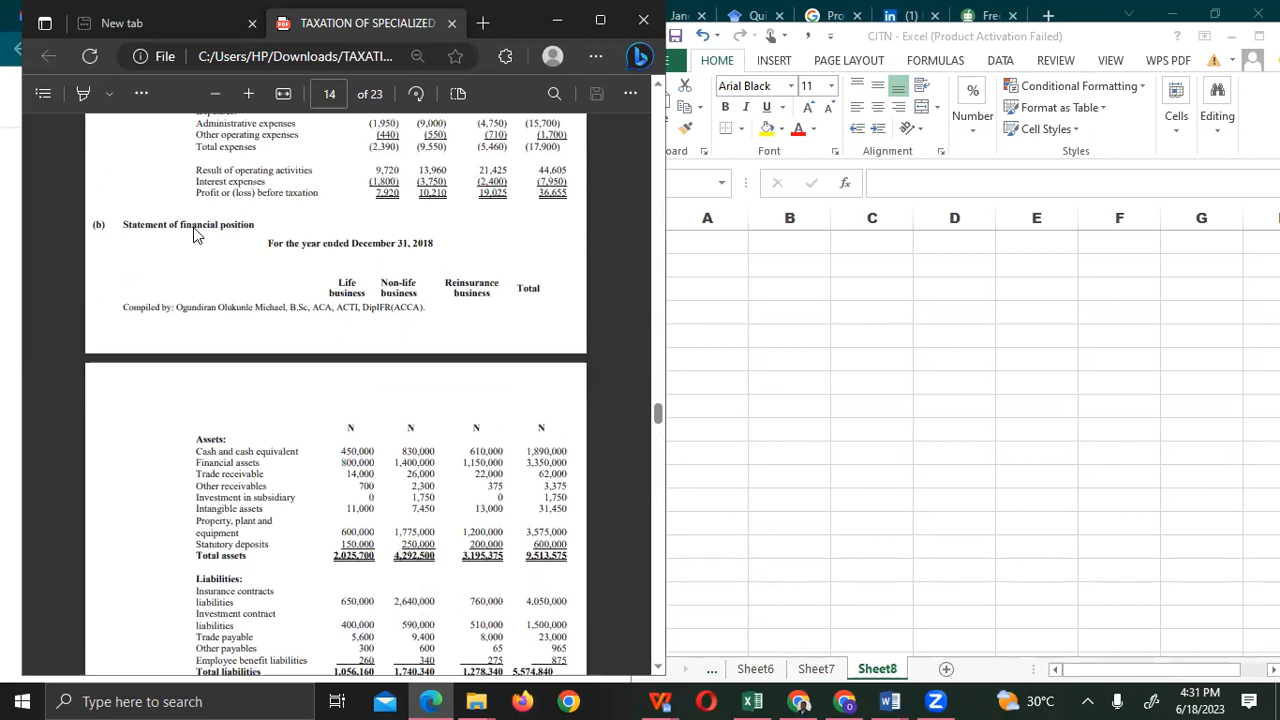 New tab
TAXATION OF SPECIALIZED
File
C:/Users/HP/Downloads/TAXATI...
14
of 23
Administrative expenses (1,950) (9,000) (4,750) (15,700)
Other operating expenses (440) (550) (710) (1,700)
Total expenses (2,390) (9,550) (5,460) (17,900)
Result of operating activities 9,720 13,960 21,425 44,605
Interest expenses (1,800) (3,750) (2,400) (7,950)
Profit or (loss) before taxation 7,920 10,210 19,025 36,655
(b) Statement of financial position
For the year ended December 31, 2018
Life business Non-life business Reinsurance business Total
Compiled by: Ogundiran Olukunle Michael, B.Sc, ACA, ACTI, DipIFR(ACCA).
N N N N
Assets:
Cash and cash equivalent 450,000 830,000 610,000 1,890,000
Financial assets 800,000 1,400,000 1,150,000 3,350,000
Trade receivable 14,000 26,000 22,000 62,000
Other receivables 700 2,300 375 3,375
Investment in subsidiary 0 1,750 0 1,750
Intangible assets 11,000 7,450 13,000 31,450
Property, plant and
equipment 600,000 1,775,000 1,200,000 3,575,000
Statutory deposits 150,000 250,000 200,000 600,000
Total assets 2,025,700 4,292,500 3,195,375 9,513,575
Liabilities:
Insurance contracts
liabilities 650,000 2,640,000 760,000 4,050,000
Investment contract
liabilities 400,000 590,000 510,000 1,500,000
Trade payable 5,600 9,400 8,000 23,000
Other payables 300 600 65 965
Employee benefit liabilities 260 340 275 875
Total liabilities 1,056,160 1,740,340 1,278,340 5,574,840
Jan
Qui
Goo
(1)
Free
CITN - Excel (Product Activation Failed)
HOME INSERT PAGE LAYOUT FORMULAS DATA REVIEW VIEW WPS PDF
Arial Black 11
B I U
Font
Alignment
%
Number
Conditional Formatting
Format as Table
Cell Styles
Styles
Cells
Editing
A B C D E F G
... Sheet6 Sheet7 Sheet8
Type here to search
30°C
4:31 PM
6/18/2023